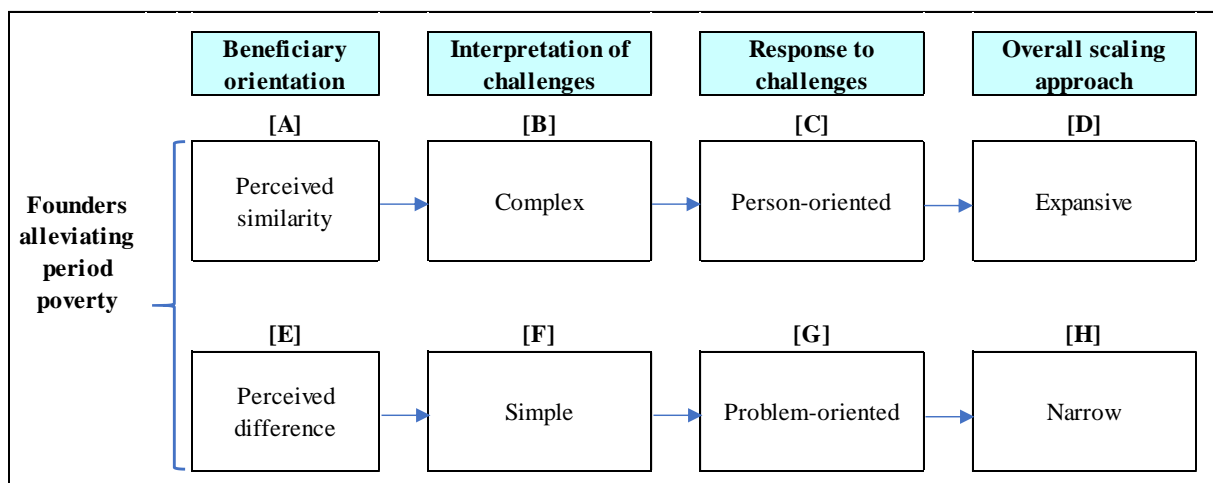 Beneficiary
orientation
Interpretation of
challenges
Response to
challenges
Overall scaling
approach
[A]
[B]
[C]
[D]
Perceived
similarity
Complex
Person-oriented
Expansive
Founders
alleviating
period
poverty
[E]
[F]
[G]
[H]
Perceived
difference
Simple
Problem-oriented
Narrow